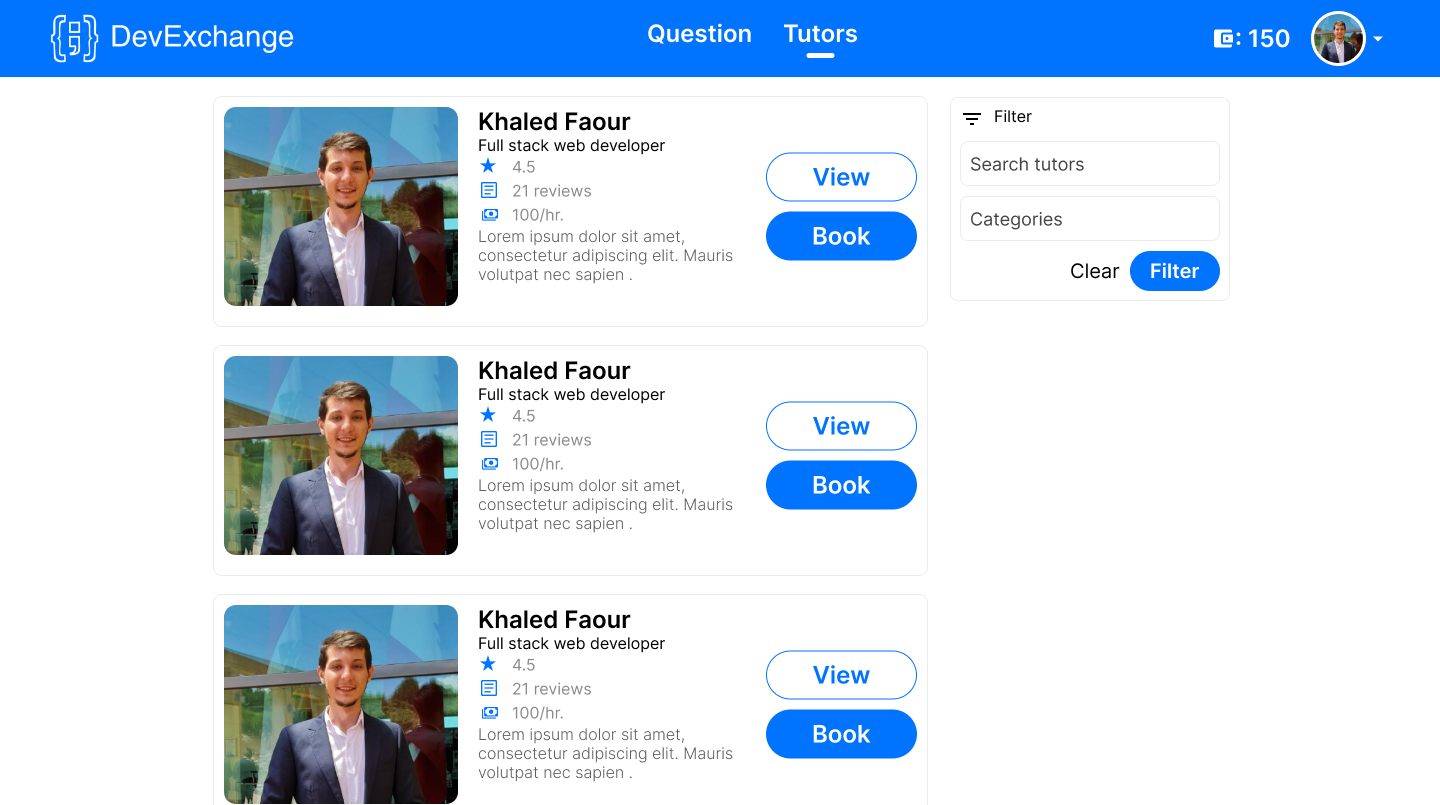 DevExchange
Question
Tutors
: 150
Khaled Faour
Full stack web developer
4.5
21 reviews
100/hr.
Lorem ipsum dolor sit amet,
consectetur adipiscing elit. Mauris
volutpat nec sapien .
View
Book
Filter
Search tutors
Categories
Clear
Filter
Khaled Faour
Full stack web developer
4.5
21 reviews
100/hr.
Lorem ipsum dolor sit amet,
consectetur adipiscing elit. Mauris
volutpat nec sapien .
View
Book
Khaled Faour
Full stack web developer
4.5
21 reviews
100/hr.
Lorem ipsum dolor sit amet,
consectetur adipiscing elit. Mauris
volutpat nec sapien .
View
Book